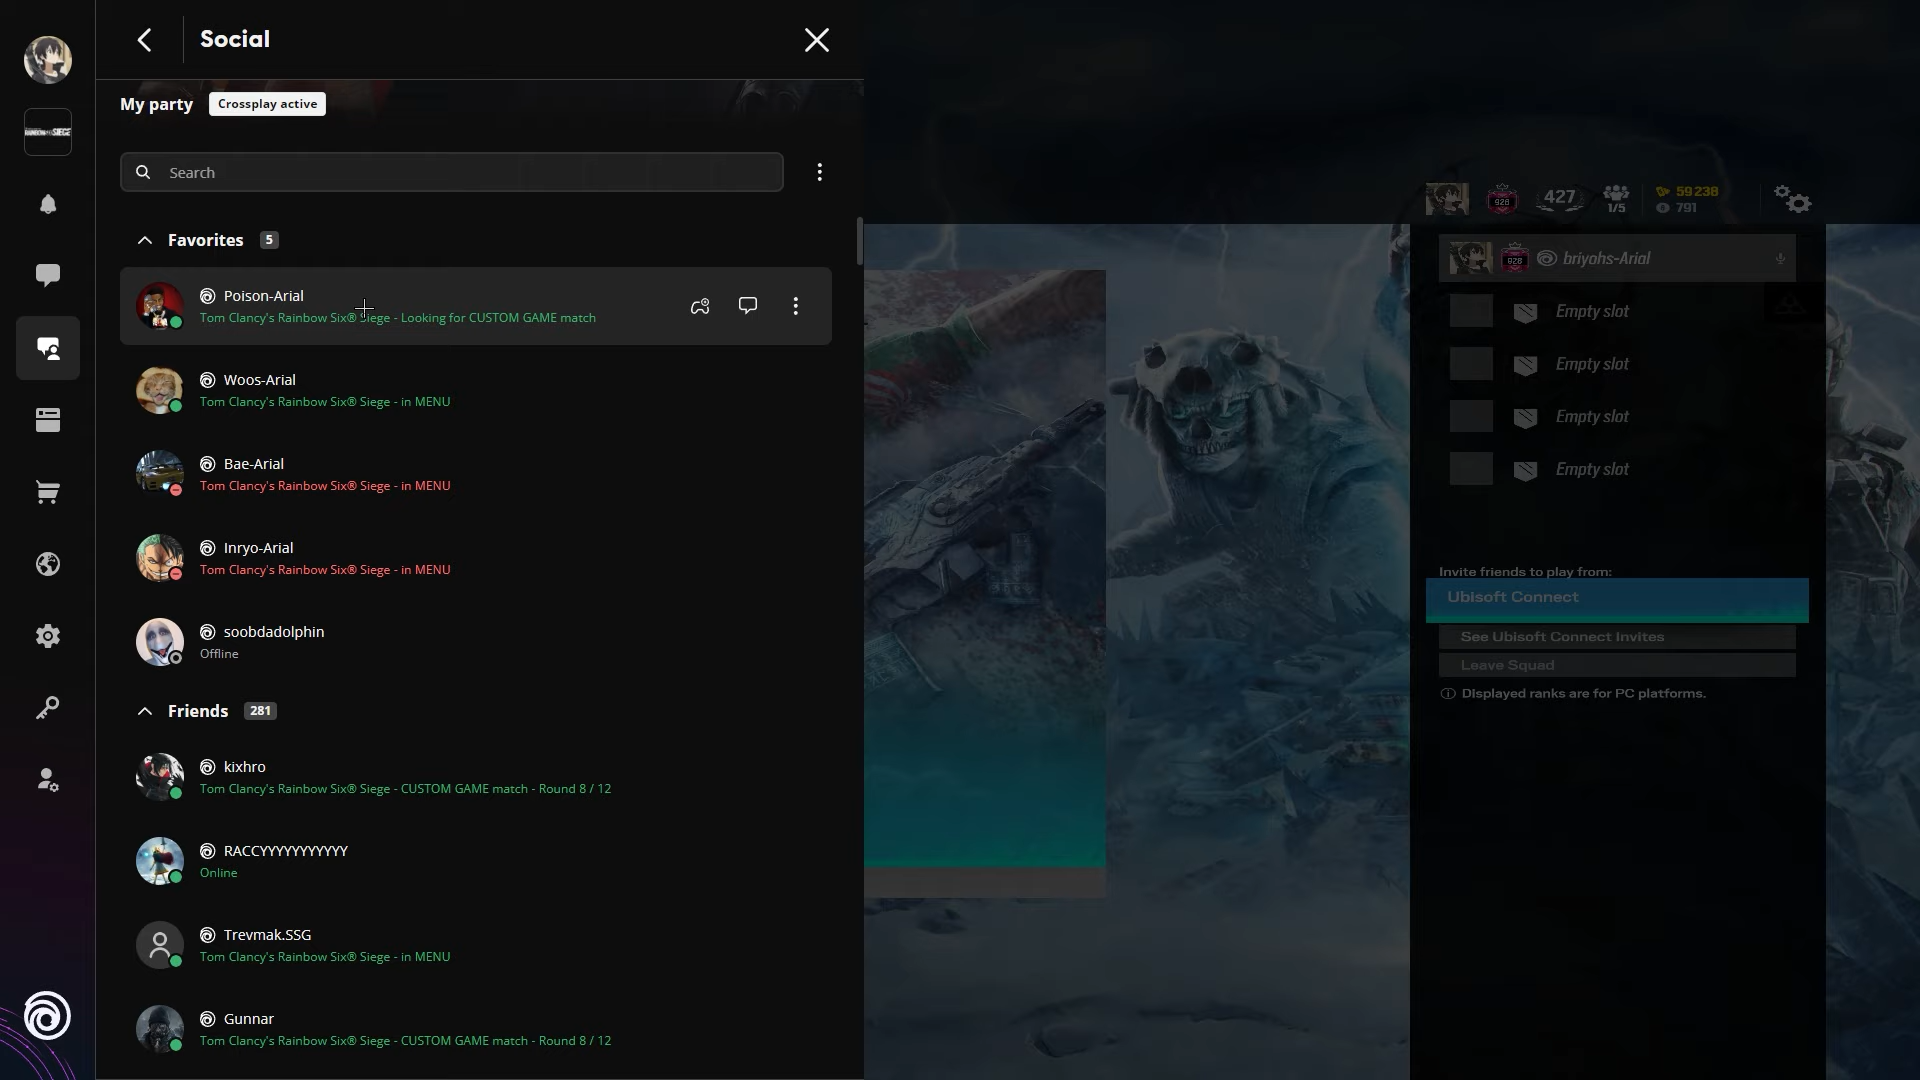 Social
My party
Crossplay active
Search
Favorites 5
Poison-Arial
Tom Clancy's Rainbow Six® Siege - Looking for CUSTOM GAME match
Woos-Arial
Tom Clancy's Rainbow Six® Siege - in MENU
Bae-Arial
Tom Clancy's Rainbow Six® Siege - in MENU
Inryo-Arial
Tom Clancy's Rainbow Six® Siege - in MENU
soobdadolphin
Offline
Friends 281
kixhro
Tom Clancy's Rainbow Six® Siege - CUSTOM GAME match - Round 8 / 12
RACCYYYYYYYYYYY
Online
Trevmak.SSG
Tom Clancy's Rainbow Six® Siege - in MENU
Gunnar
Tom Clancy's Rainbow Six® Siege - CUSTOM GAME match - Round 8 / 12
828
427
1/5
59 238
791
828 briyohs-Arial
Empty slot
Empty slot
Empty slot
Empty slot
Invite friends to play from:
Ubisoft Connect
See Ubisoft Connect Invites
Leave Squad
Displayed ranks are for PC platforms.